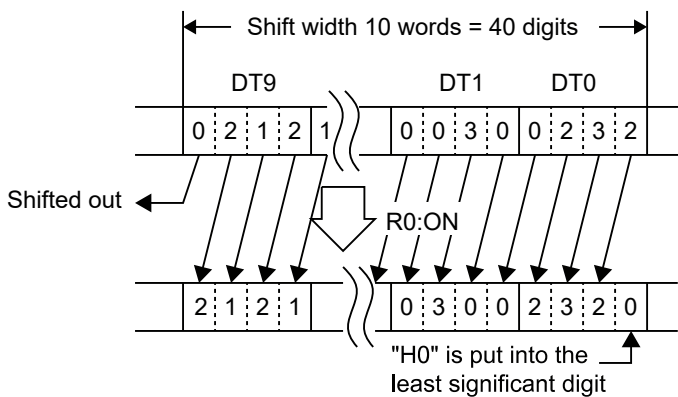 Shift width 10 words = 40 digits
DT9 DT1 DT0
0 2 1 2 1 0 0 3 0 0 2 3 2
Shifted out
R0:ON
2 1 2 1 0 3 0 0 2 3 2 0
"H0" is put into the
least significant digit